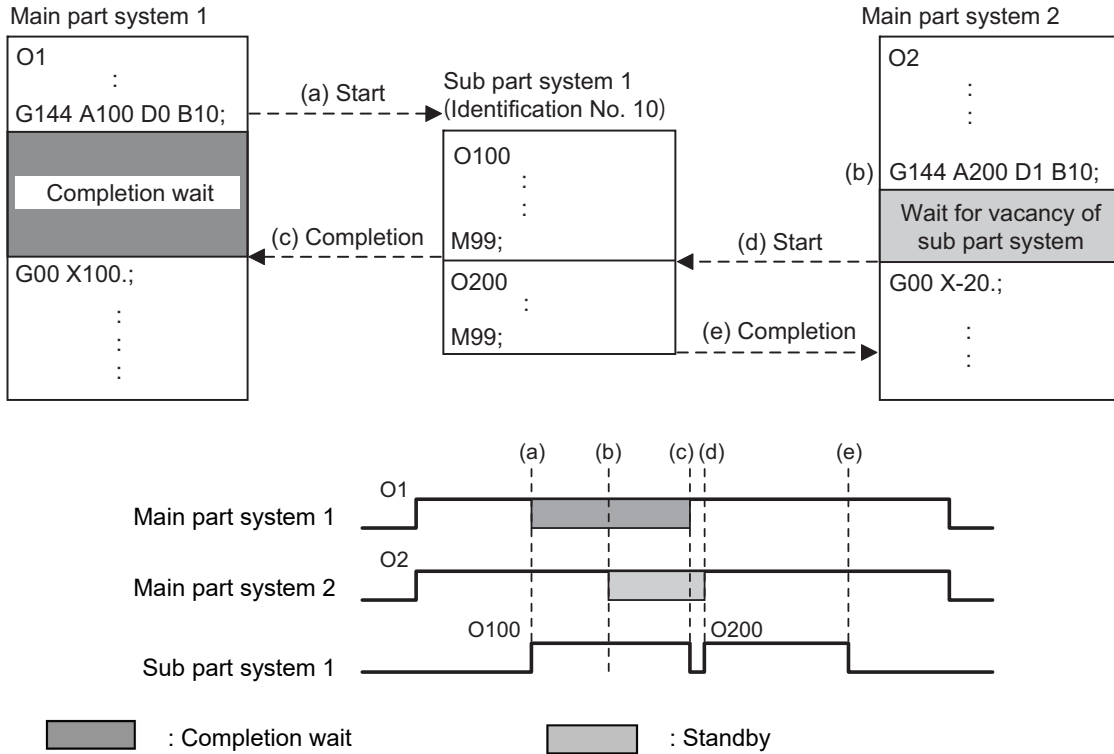 Main part system 1
O1
:
G144 A100 D0 B10;
Completion wait
G00 X100.;
:
:
:
(a) Start
(c) Completion
Sub part system 1
(Identification No. 10)
O100
:
:
M99;
O200
:
M99;
(d) Start
(e) Completion
Main part system 2
O2
:
:
(b)
G144 A200 D1 B10;
Wait for vacancy of
sub part system
G00 X-20.;
:
:
(a) (b) (c) (d) (e)
O1
Main part system 1
O2
Main part system 2
O100 O200
Sub part system 1
: Completion wait : Standby